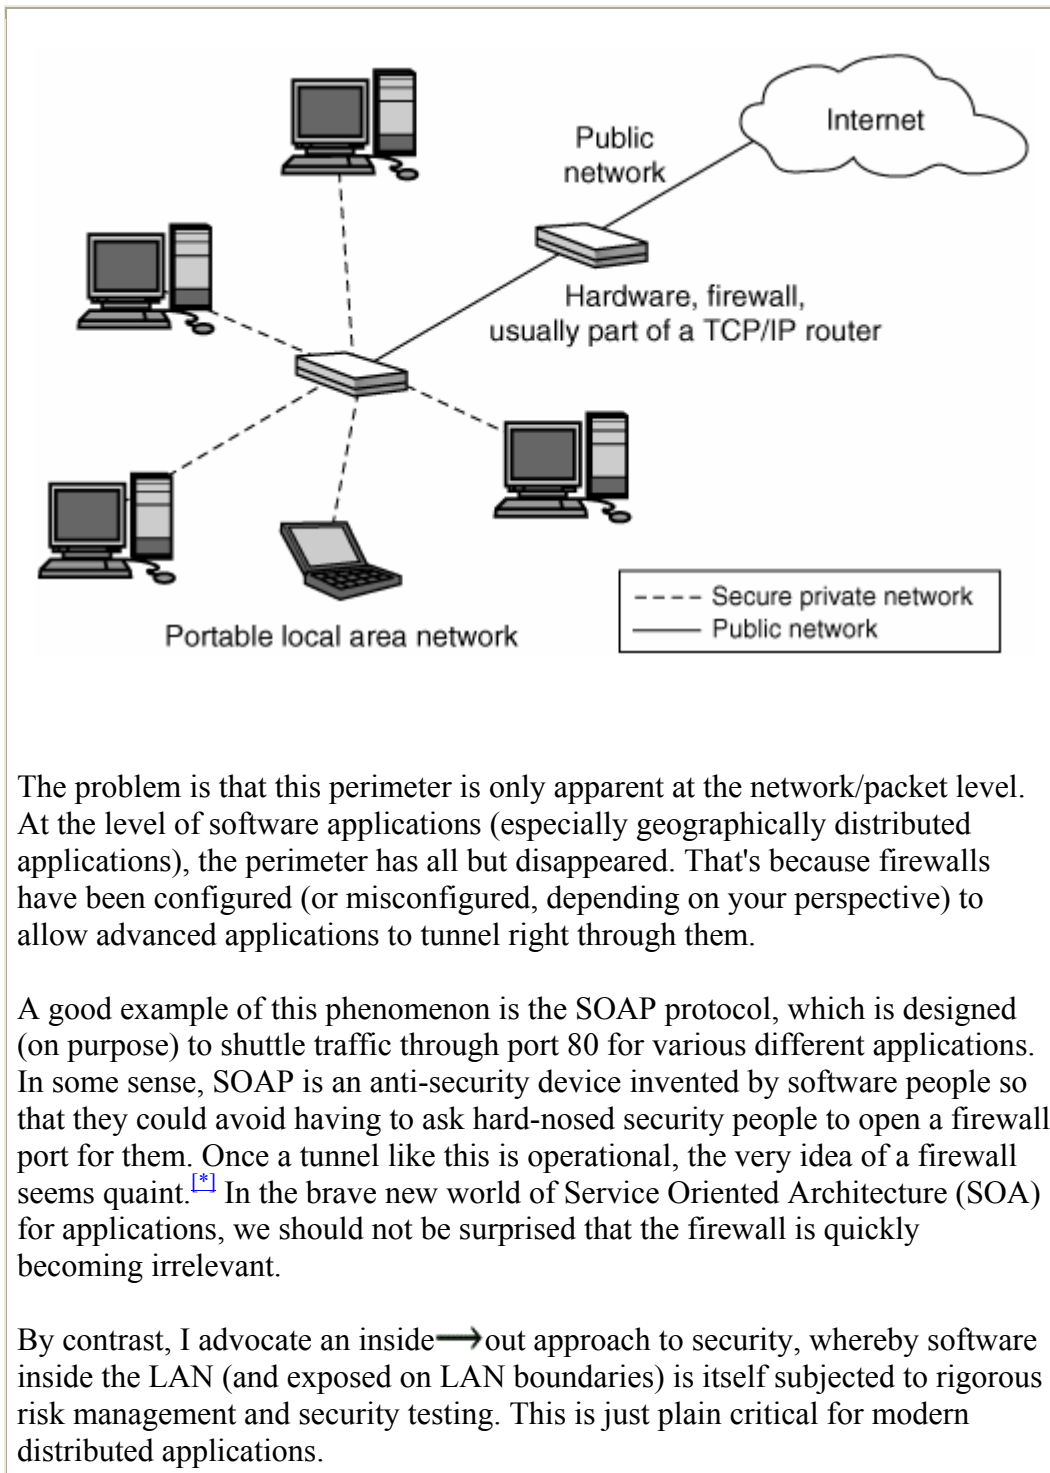 Internet
Public
network
Hardware, firewall,
usually part of a TCP/IP router
Portable local area network
Secure private network
Public network
The problem is that this perimeter is only apparent at the network/packet level.
At the level of software applications (especially geographically distributed
applications), the perimeter has all but disappeared. That's because firewalls
have been configured (or misconfigured, depending on your perspective) to
allow advanced applications to tunnel right through them.
A good example of this phenomenon is the SOAP protocol, which is designed
(on purpose) to shuttle traffic through port 80 for various different applications.
In some sense, SOAP is an anti-security device invented by software people so
that they could avoid having to ask hard-nosed security people to open a firewall
port for them. Once a tunnel like this is operational, the very idea of a firewall
seems quaint.[*] In the brave new world of Service Oriented Architecture (SOA)
for applications, we should not be surprised that the firewall is quickly
becoming irrelevant.
By contrast, I advocate an inside→out approach to security, whereby software
inside the LAN (and exposed on LAN boundaries) is itself subjected to rigorous
risk management and security testing. This is just plain critical for modern
distributed applications.